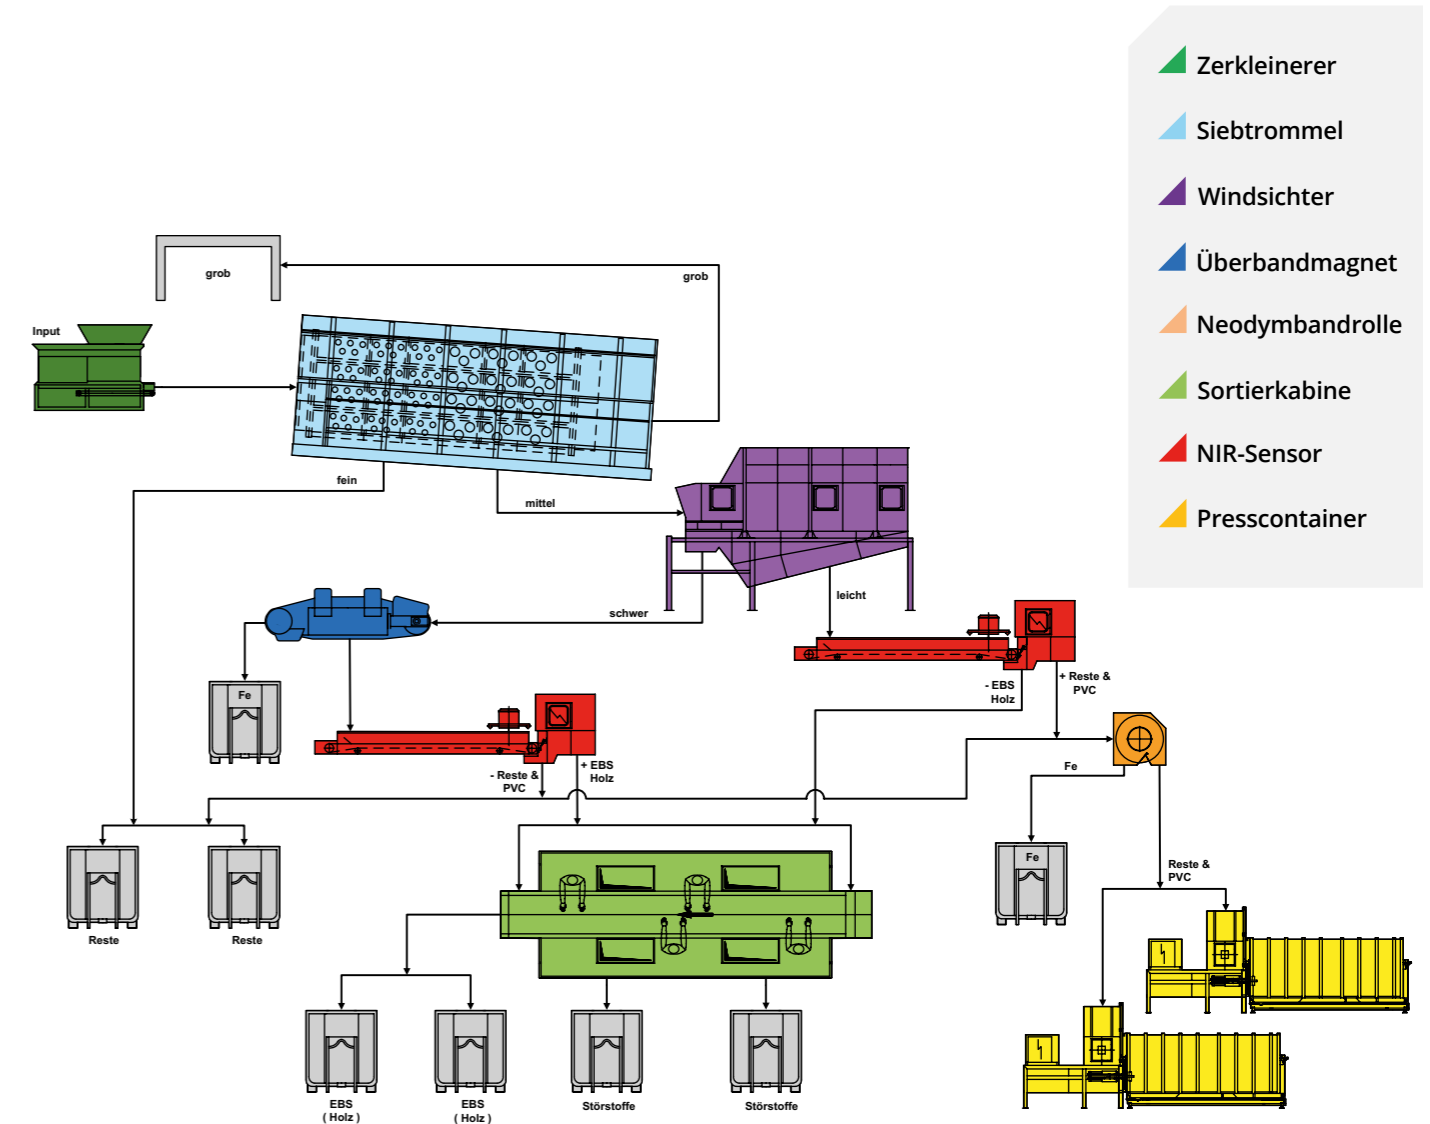 Zerkleinerer
Siebtrommel
Windsichter
Überbandmagnet
Neodymbandrolle
Sortierkabine
NIR-Sensor
Presscontainer
grob
grob
Input
fein
mittel
leicht
schwer
- EBS
Holz
+ Reste &
PVC
Fe
- Reste &
PVC
+ EBS
Holz
Fe
Fe
Reste &
PVC
Reste
Reste
EBS
( Holz )
EBS
( Holz )
Störstoffe
Störstoffe